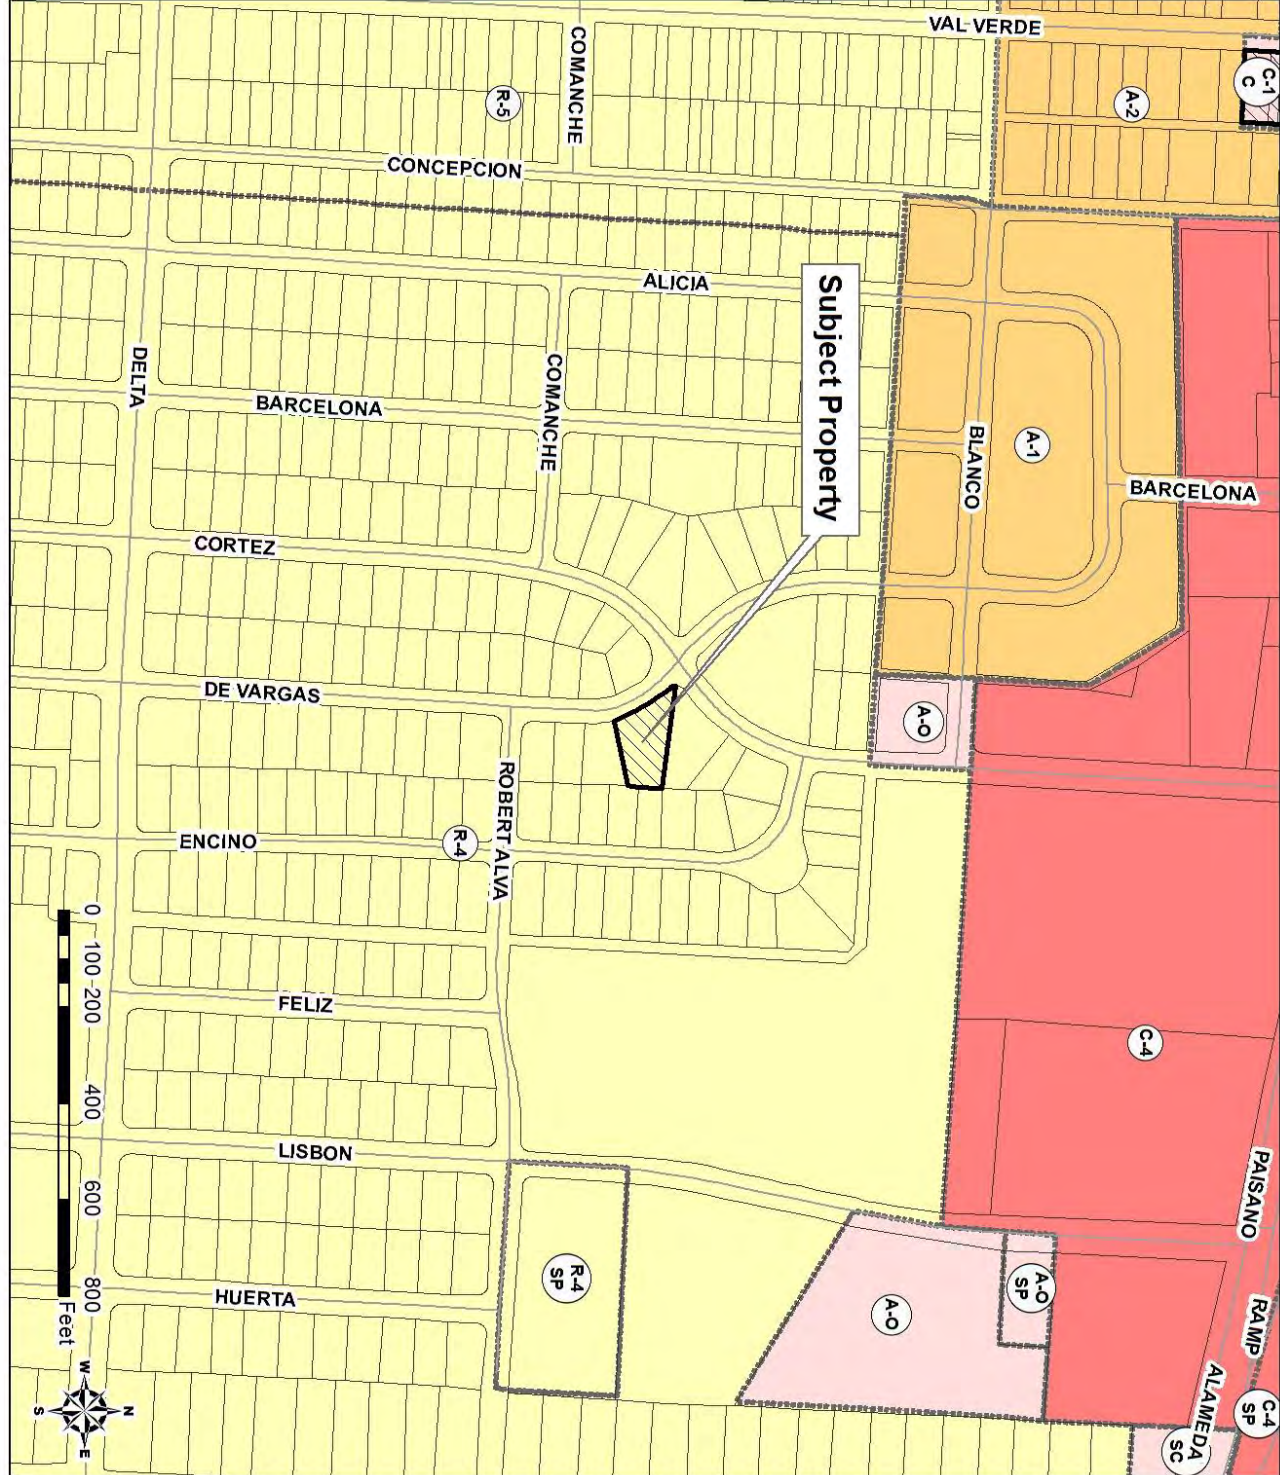 VAL VERDE
COMANCHE
C-1
C
R-5
A-2
CONCEPCION
ALICIA
Subject Property
DELTA
COMANCHE
BARCELONA
BLANCO
A-1
BARCELONA
CORTEZ
DE VARGAS
A-O
ROBERT ALVA
ENCINO
R-4
FELIZ
C-4
LISBON
PAISANO
R-4
SP
A-O
SP
A-O
HUERTA
RAMP
ALAMEDA
C-4
SP
SC
0 100 200 400 600 800
Feet
W
N
S
E